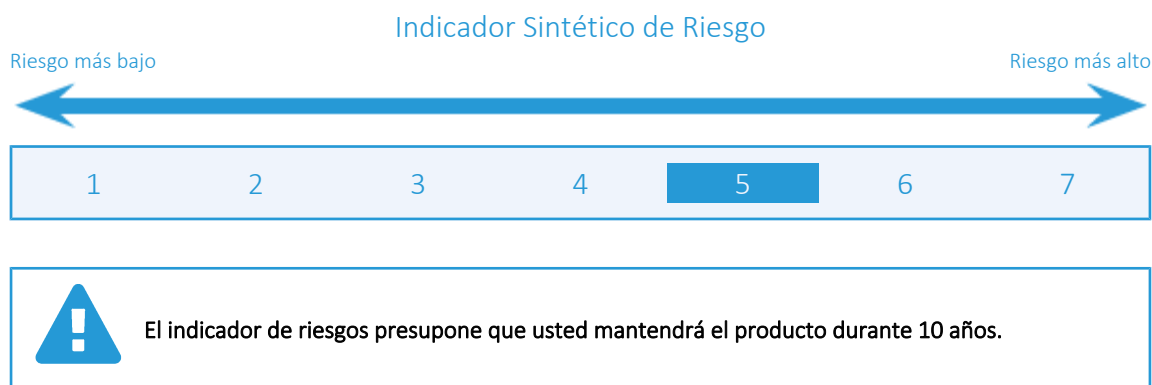 Indicador Sintético de Riesgo
Riesgo más bajo Riesgo más alto
1 2 3 4 5 6 7
El indicador de riesgos presupone que usted mantendrá el producto durante 10 años.